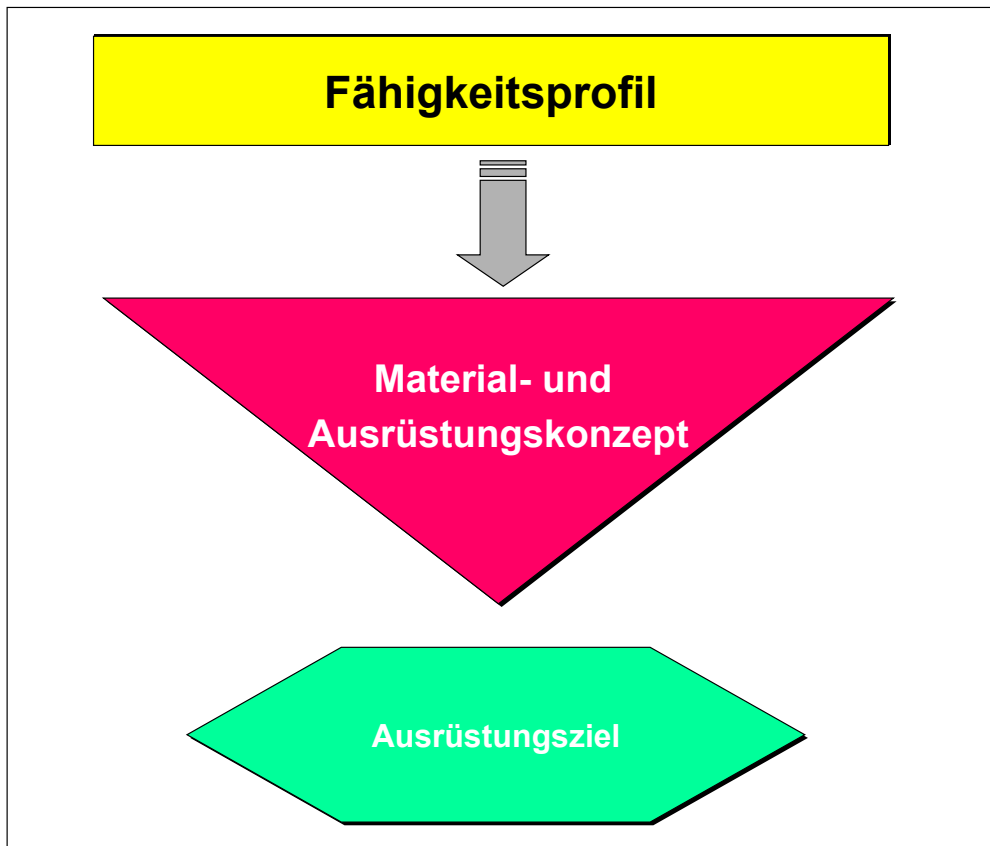 Fähigkeitsprofil
Material- und
Ausrüstungskonzept
Ausrüstungsziel